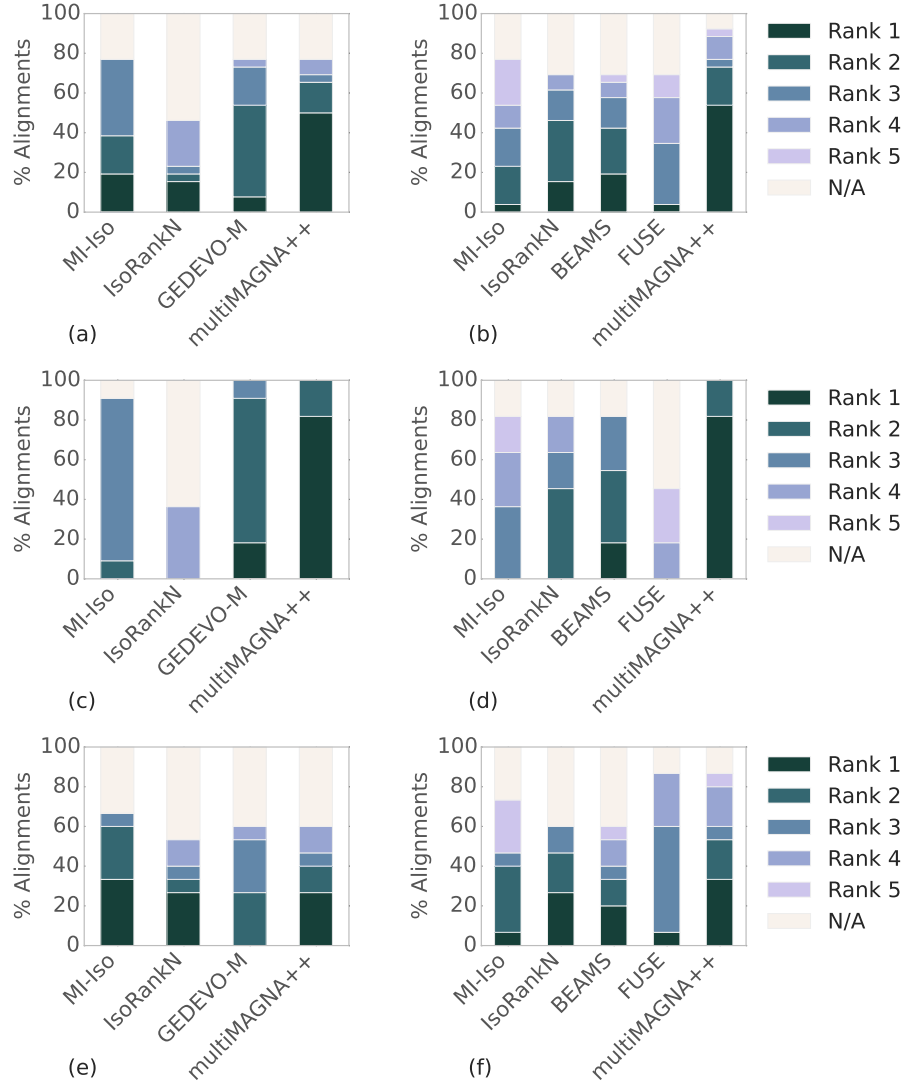 100
80
60
40
20
0
% Alignments
MI-Iso
IsoRankN
GEDEVO-M
multiMAGNA++
(a)
100
80
60
40
20
0
% Alignments
MI-Iso
IsoRankN
BEAMS
FUSE
multiMAGNA++
(b)
Rank 1
Rank 2
Rank 3
Rank 4
Rank 5
N/A
100
80
60
40
20
0
% Alignments
MI-Iso
IsoRankN
GEDEVO-M
multiMAGNA++
(c)
100
80
60
40
20
0
% Alignments
MI-Iso
IsoRankN
BEAMS
FUSE
multiMAGNA++
(d)
Rank 1
Rank 2
Rank 3
Rank 4
Rank 5
N/A
100
80
60
40
20
0
% Alignments
MI-Iso
IsoRankN
GEDEVO-M
multiMAGNA++
(e)
100
80
60
40
20
0
% Alignments
MI-Iso
IsoRankN
BEAMS
FUSE
multiMAGNA++
(f)
Rank 1
Rank 2
Rank 3
Rank 4
Rank 5
N/A